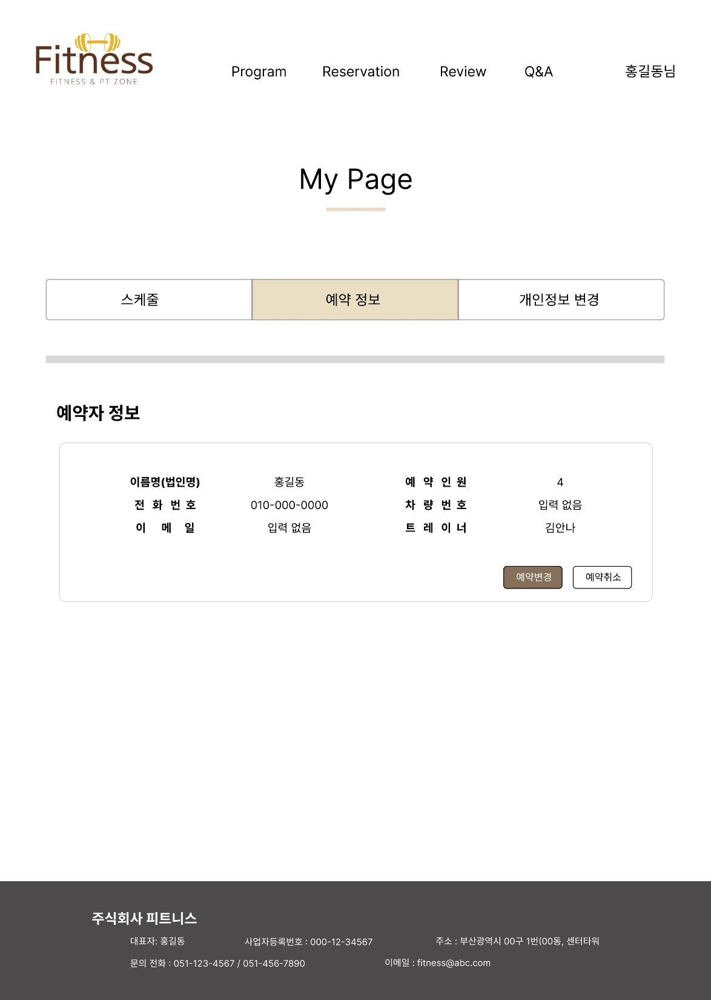 Fitness
FITNESS & PT ZONE
Program Reservation Review Q&A 홍길동님
My Page
스케줄 예약 정보 개인정보 변경
예약자 정보
이름명(법인명) 홍길동 예 약 인 원 4
전 화 번 호 010-000-0000 차 량 번 호 입력 없음
이 메 일 입력 없음 트 레 이 너 김안나
예약변경 예약취소
주식회사 피트니스
대표자: 홍길동 사업자등록번호 : 000-12-34567 주소 : 부산광역시 00구 1번(00동, 센터타워
문의 전화 : 051-123-4567 / 051-456-7890 이메일 : fitness@abc.com